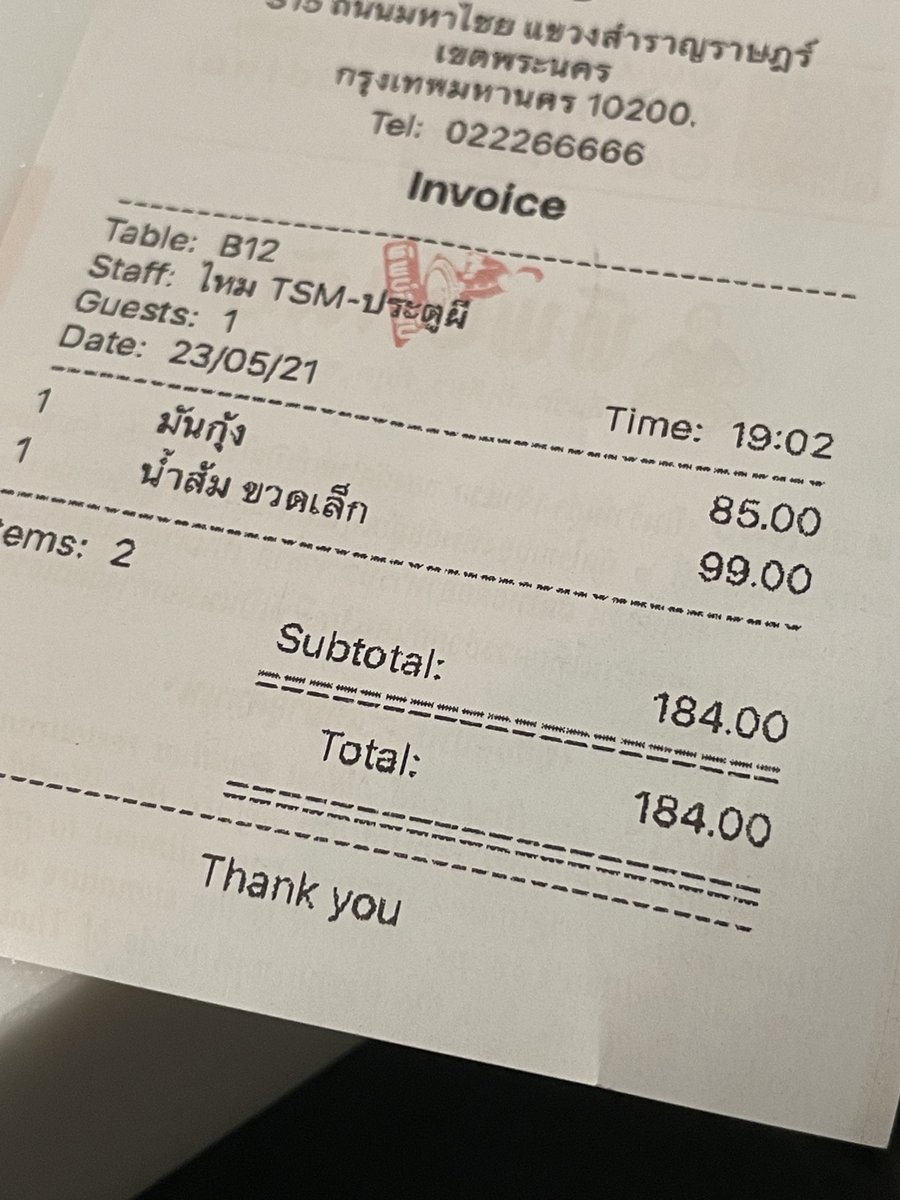 315 ถนนมหาไชย แขวงสำราญราษฎร์
เขตพระนคร
กรุงเทพมหานคร 10200.
Tel: 022266666
Invoice
Table: B12
Staff: ไหม TSM-ประตูผี
Guests: 1
Date: 23/05/21 Time: 19:02
1 มันกุ้ง 85.00
1 น้ำส้ม ขวดเล็ก 99.00
ems: 2
Subtotal: 184.00
Total: 184.00
Thank you